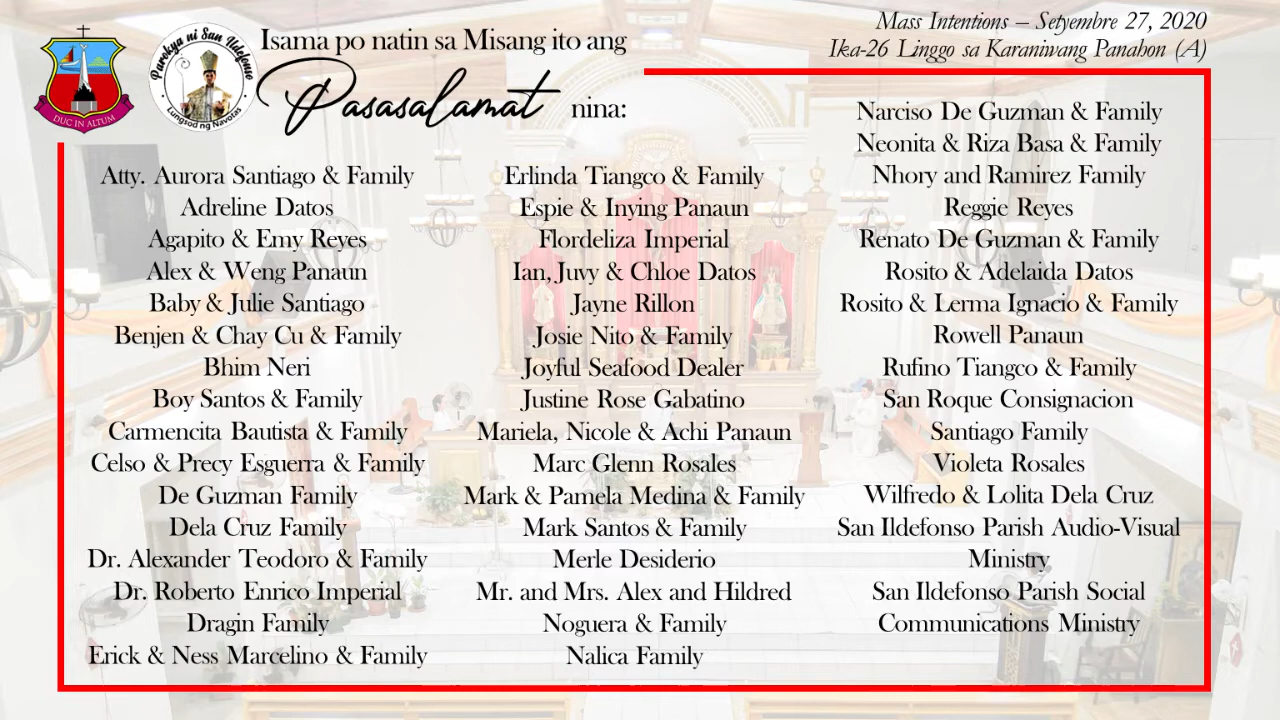 DUC IN ALTUM
Parokya ni San Ildefonso
Lungsod ng Navotas
Isama po natin sa Misang ito ang
Pasasalamat nina:
Mass Intentions – Setyembre 27, 2020
Ika-26 Linggo sa Karaniwang Panahon (A)
Atty. Aurora Santiago & Family
Adreline Datos
Agapito & Emy Reyes
Alex & Weng Panaun
Baby & Julie Santiago
Benjen & Chay Cu & Family
Bhim Neri
Boy Santos & Family
Carmencita Bautista & Family
Celso & Precy Esguerra & Family
De Guzman Family
Dela Cruz Family
Dr. Alexander Teodoro & Family
Dr. Roberto Enrico Imperial
Dragin Family
Erick & Ness Marcelino & Family
Erlinda Tiangco & Family
Espie & Inying Panaun
Flordeliza Imperial
Ian, Juvy & Chloe Datos
Jayne Rillon
Josie Nito & Family
Joyful Seafood Dealer
Justine Rose Gabatino
Mariela, Nicole & Achi Panaun
Marc Glenn Rosales
Mark & Pamela Medina & Family
Mark Santos & Family
Merle Desiderio
Mr. and Mrs. Alex and Hildred
Noguera & Family
Nalica Family
Narciso De Guzman & Family
Neonita & Riza Basa & Family
Nhory and Ramirez Family
Reggie Reyes
Renato De Guzman & Family
Rosito & Adelaida Datos
Rosito & Lerma Ignacio & Family
Rowell Panaun
Rufino Tiangco & Family
San Roque Consignacion
Santiago Family
Violeta Rosales
Wilfredo & Lolita Dela Cruz
San Ildefonso Parish Audio-Visual
Ministry
San Ildefonso Parish Social
Communications Ministry